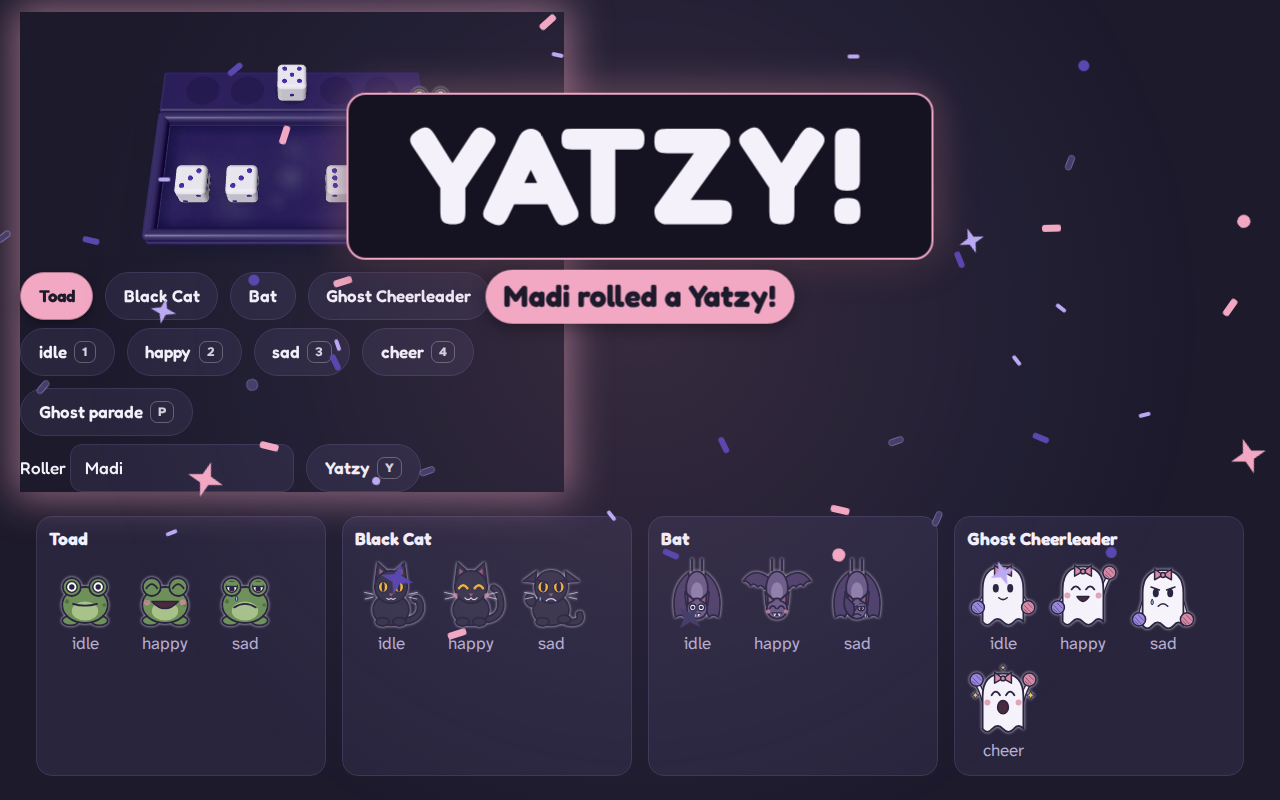 YATZY!
Madi rolled a Yatzy!
Toad Black Cat Bat Ghost Cheerleader
idle 1 happy 2 sad 3 cheer 4
Ghost parade P
Roller Madi Yatzy Y
Toad
idle happy sad
Black Cat
idle happy sad
Bat
idle happy sad
Ghost Cheerleader
idle happy sad
cheer